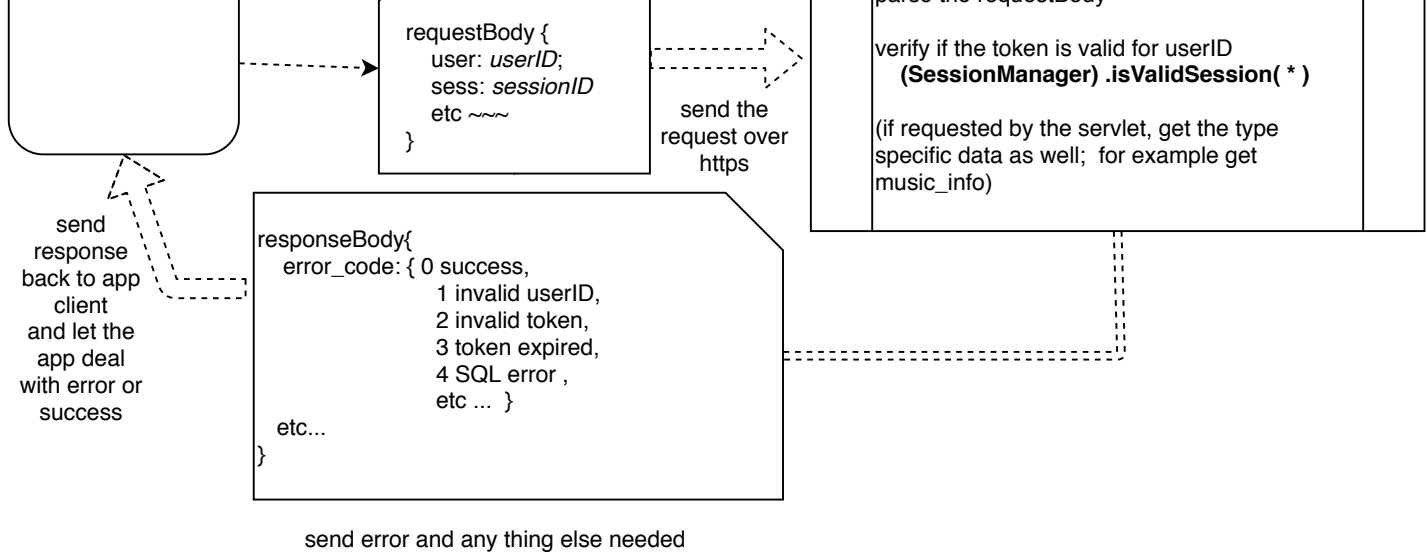 requestBody {
user: userID;
sess: sessionID
etc ~~~
}
send the
request over
https
parse the requestBody
verify if the token is valid for userID
(SessionManager) .isValidSession( * )
(if requested by the servlet, get the type
specific data as well; for example get
music_info)
send
response
back to app
client
and let the
app deal
with error or
success
responseBody{
error_code: { 0 success,
1 invalid userID,
2 invalid token,
3 token expired,
4 SQL error ,
etc ... }
etc...
}
send error and any thing else needed